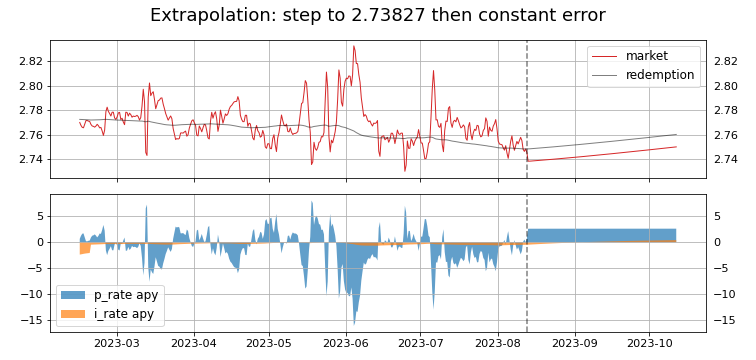 Extrapolation: step to 2.73827 then constant error
2.82 2.82
2.80 2.80
2.78 2.78
2.76 2.76
2.74 2.74
market
redemption
5 5
0 0
−5 −5
−10 −10
−15 −15
p_rate apy
i_rate apy
2023-03 2023-04 2023-05 2023-06 2023-07 2023-08 2023-09 2023-10